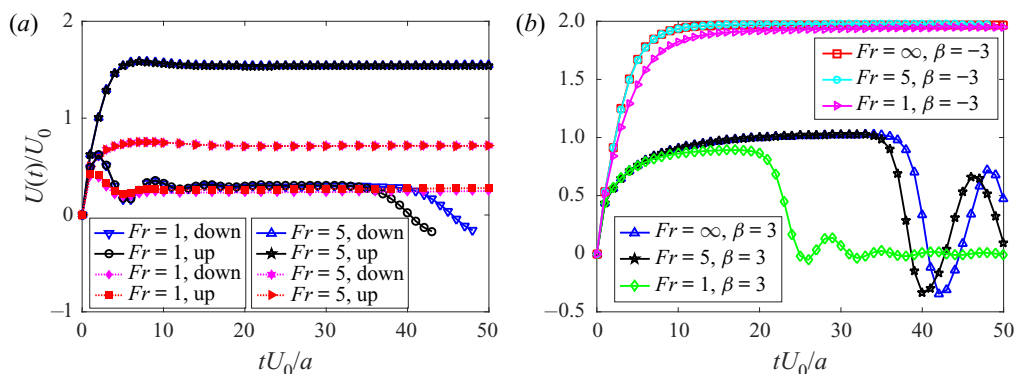 (a)
2
1
0
−1
U(t)/U₀
Fr = 1, down
Fr = 1, up
Fr = 1, down
Fr = 1, up
Fr = 5, down
Fr = 5, up
Fr = 5, down
Fr = 5, up
0 10 20 30 40 50
tU₀/a
(b)
2.0
1.5
1.0
0.5
0
−0.5
Fr = ∞, β = −3
Fr = 5, β = −3
Fr = 1, β = −3
Fr = ∞, β = 3
Fr = 5, β = 3
Fr = 1, β = 3
0 10 20 30 40 50
tU₀/a